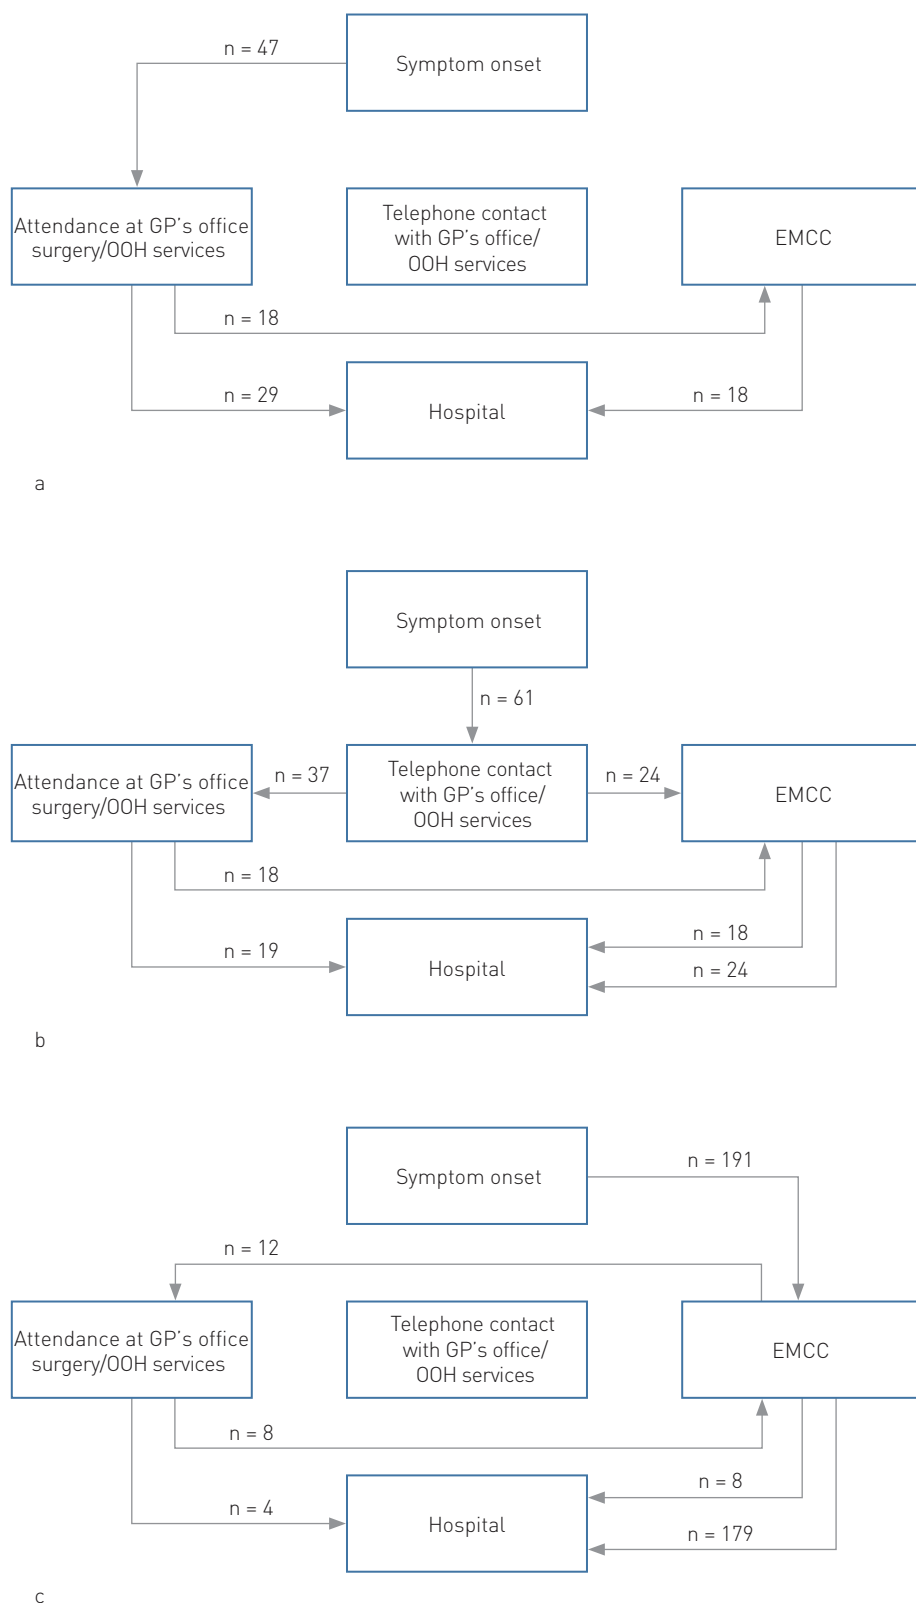 n = 47
Symptom onset
Attendance at GP's office
surgery/OOH services
Telephone contact
with GP's office/
OOH services
EMCC
n = 18
n = 29
Hospital
n = 18
a
Symptom onset
n = 61
Attendance at GP's office
surgery/OOH services
n = 37
Telephone contact
with GP's office/
OOH services
n = 24
EMCC
n = 18
n = 19
Hospital
n = 18
n = 24
b
Symptom onset
n = 191
n = 12
Attendance at GP's office
surgery/OOH services
Telephone contact
with GP's office/
OOH services
EMCC
n = 8
n = 4
Hospital
n = 8
n = 179
c